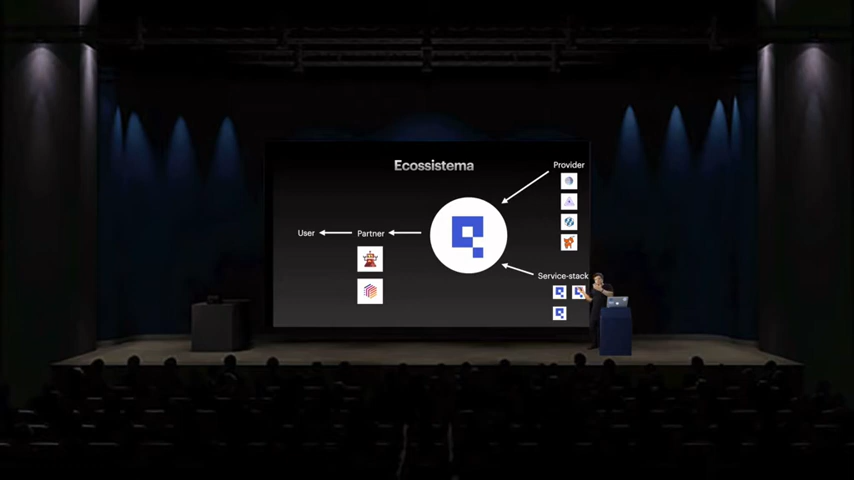 Ecossistema
Provider
User
Partner
Service-stack